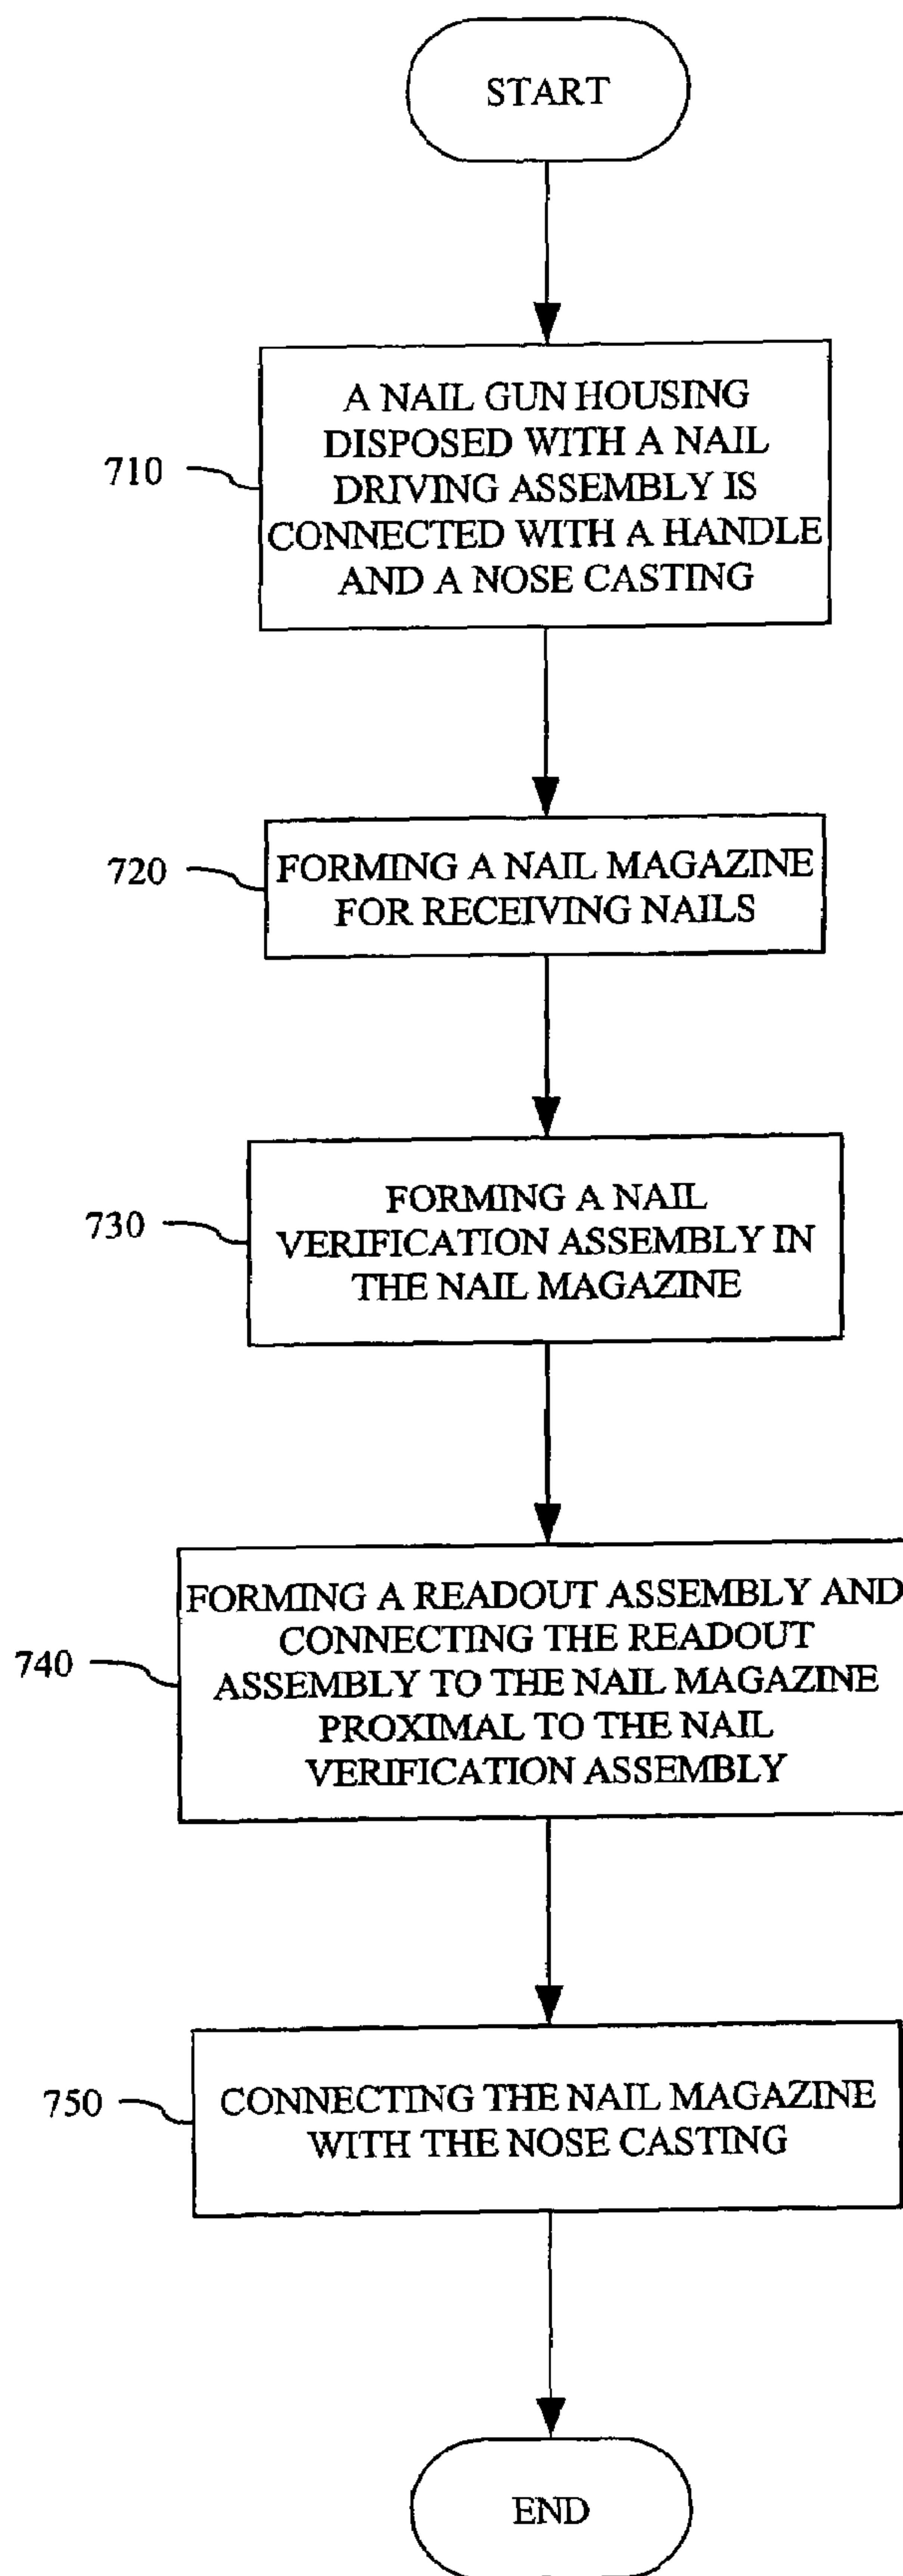 START
710
A NAIL GUN HOUSING
DISPOSED WITH A NAIL
DRIVING ASSEMBLY IS
CONNECTED WITH A HANDLE
AND A NOSE CASTING
720
FORMING A NAIL MAGAZINE
FOR RECEIVING NAILS
730
FORMING A NAIL
VERIFICATION ASSEMBLY IN
THE NAIL MAGAZINE
740
FORMING A READOUT ASSEMBLY AND
CONNECTING THE READOUT
ASSEMBLY TO THE NAIL MAGAZINE
PROXIMAL TO THE NAIL
VERIFICATION ASSEMBLY
750
CONNECTING THE NAIL MAGAZINE
WITH THE NOSE CASTING
END